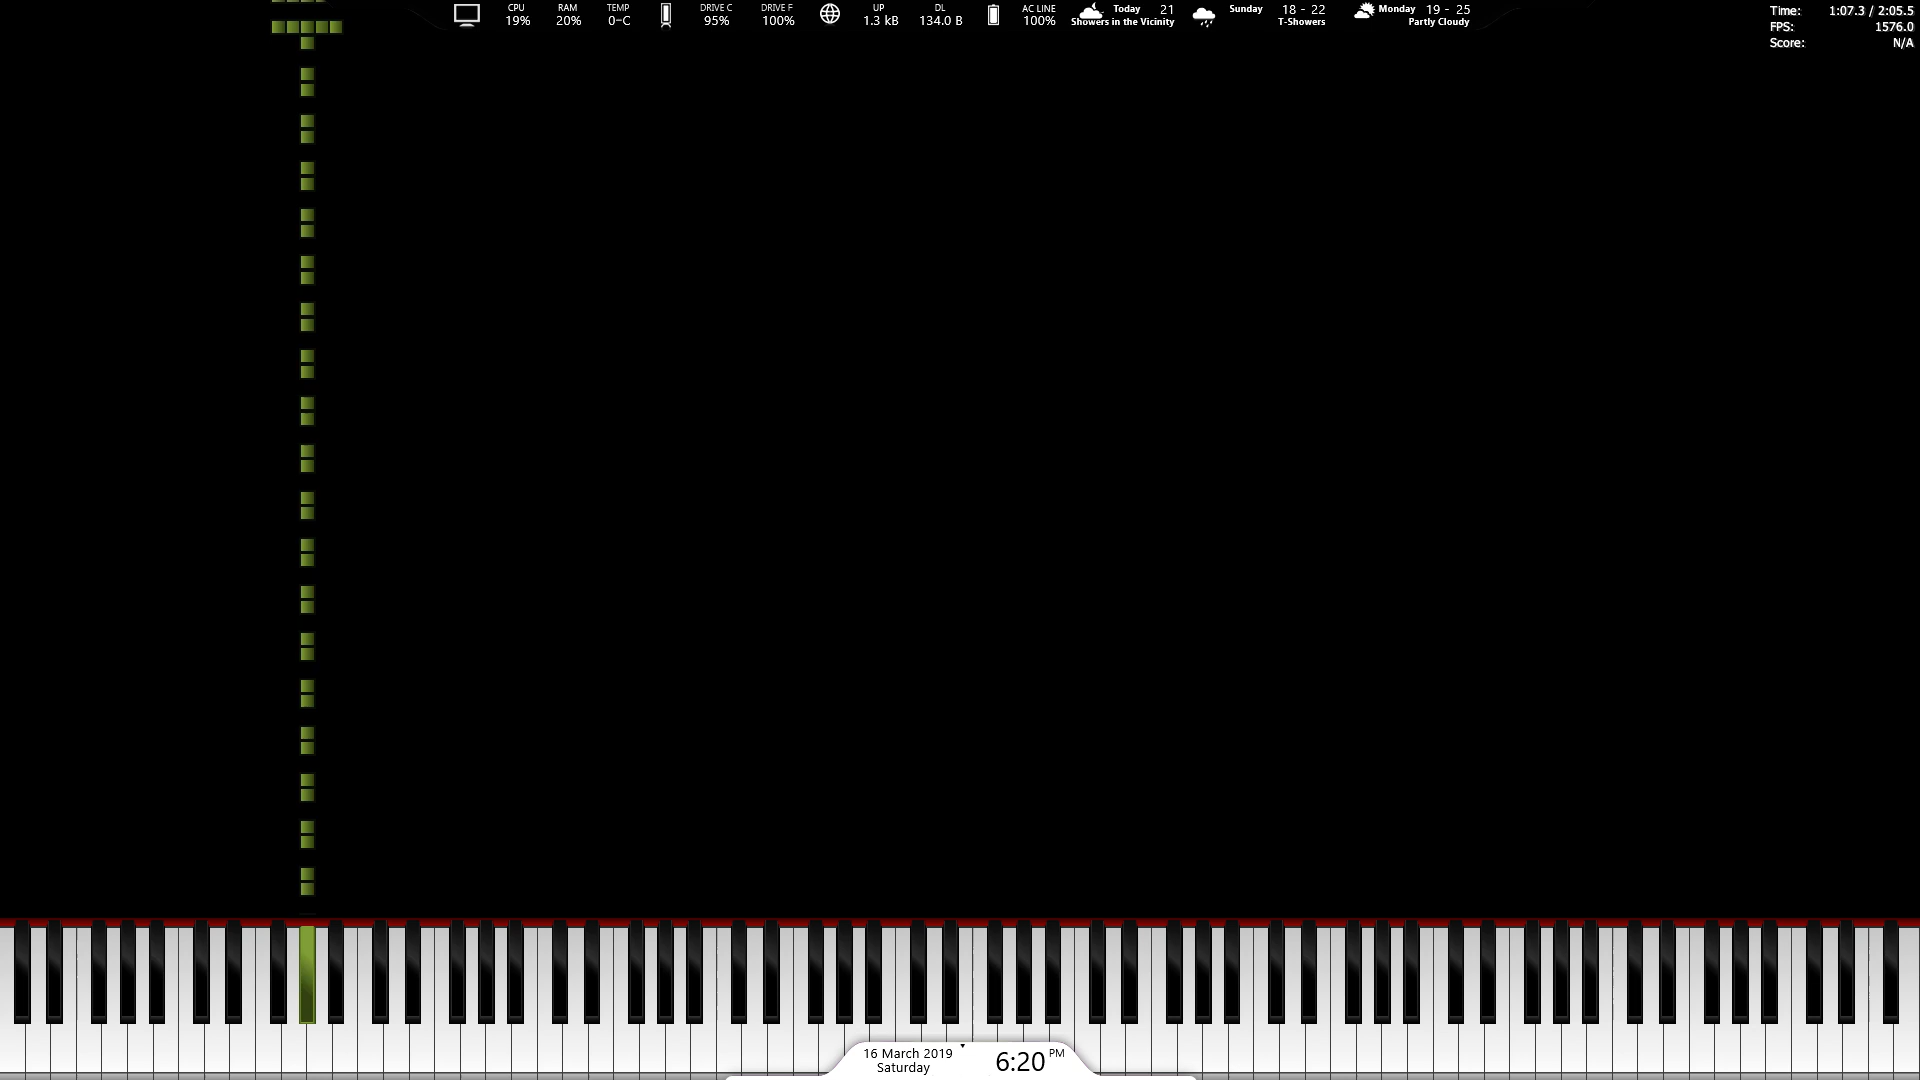 CPU RAM TEMP DRIVE C DRIVE F UP DL AC LINE Today 21 Sunday 18 - 22 Monday 19 - 25
19% 20% 0-C 95% 100% 1.3 kB 134.0 B 100% Showers in the Vicinity T-Showers Partly Cloudy
Time: 1:07.3 / 2:05.5
FPS: 1576.0
Score: N/A
16 March 2019 6:20 PM
Saturday